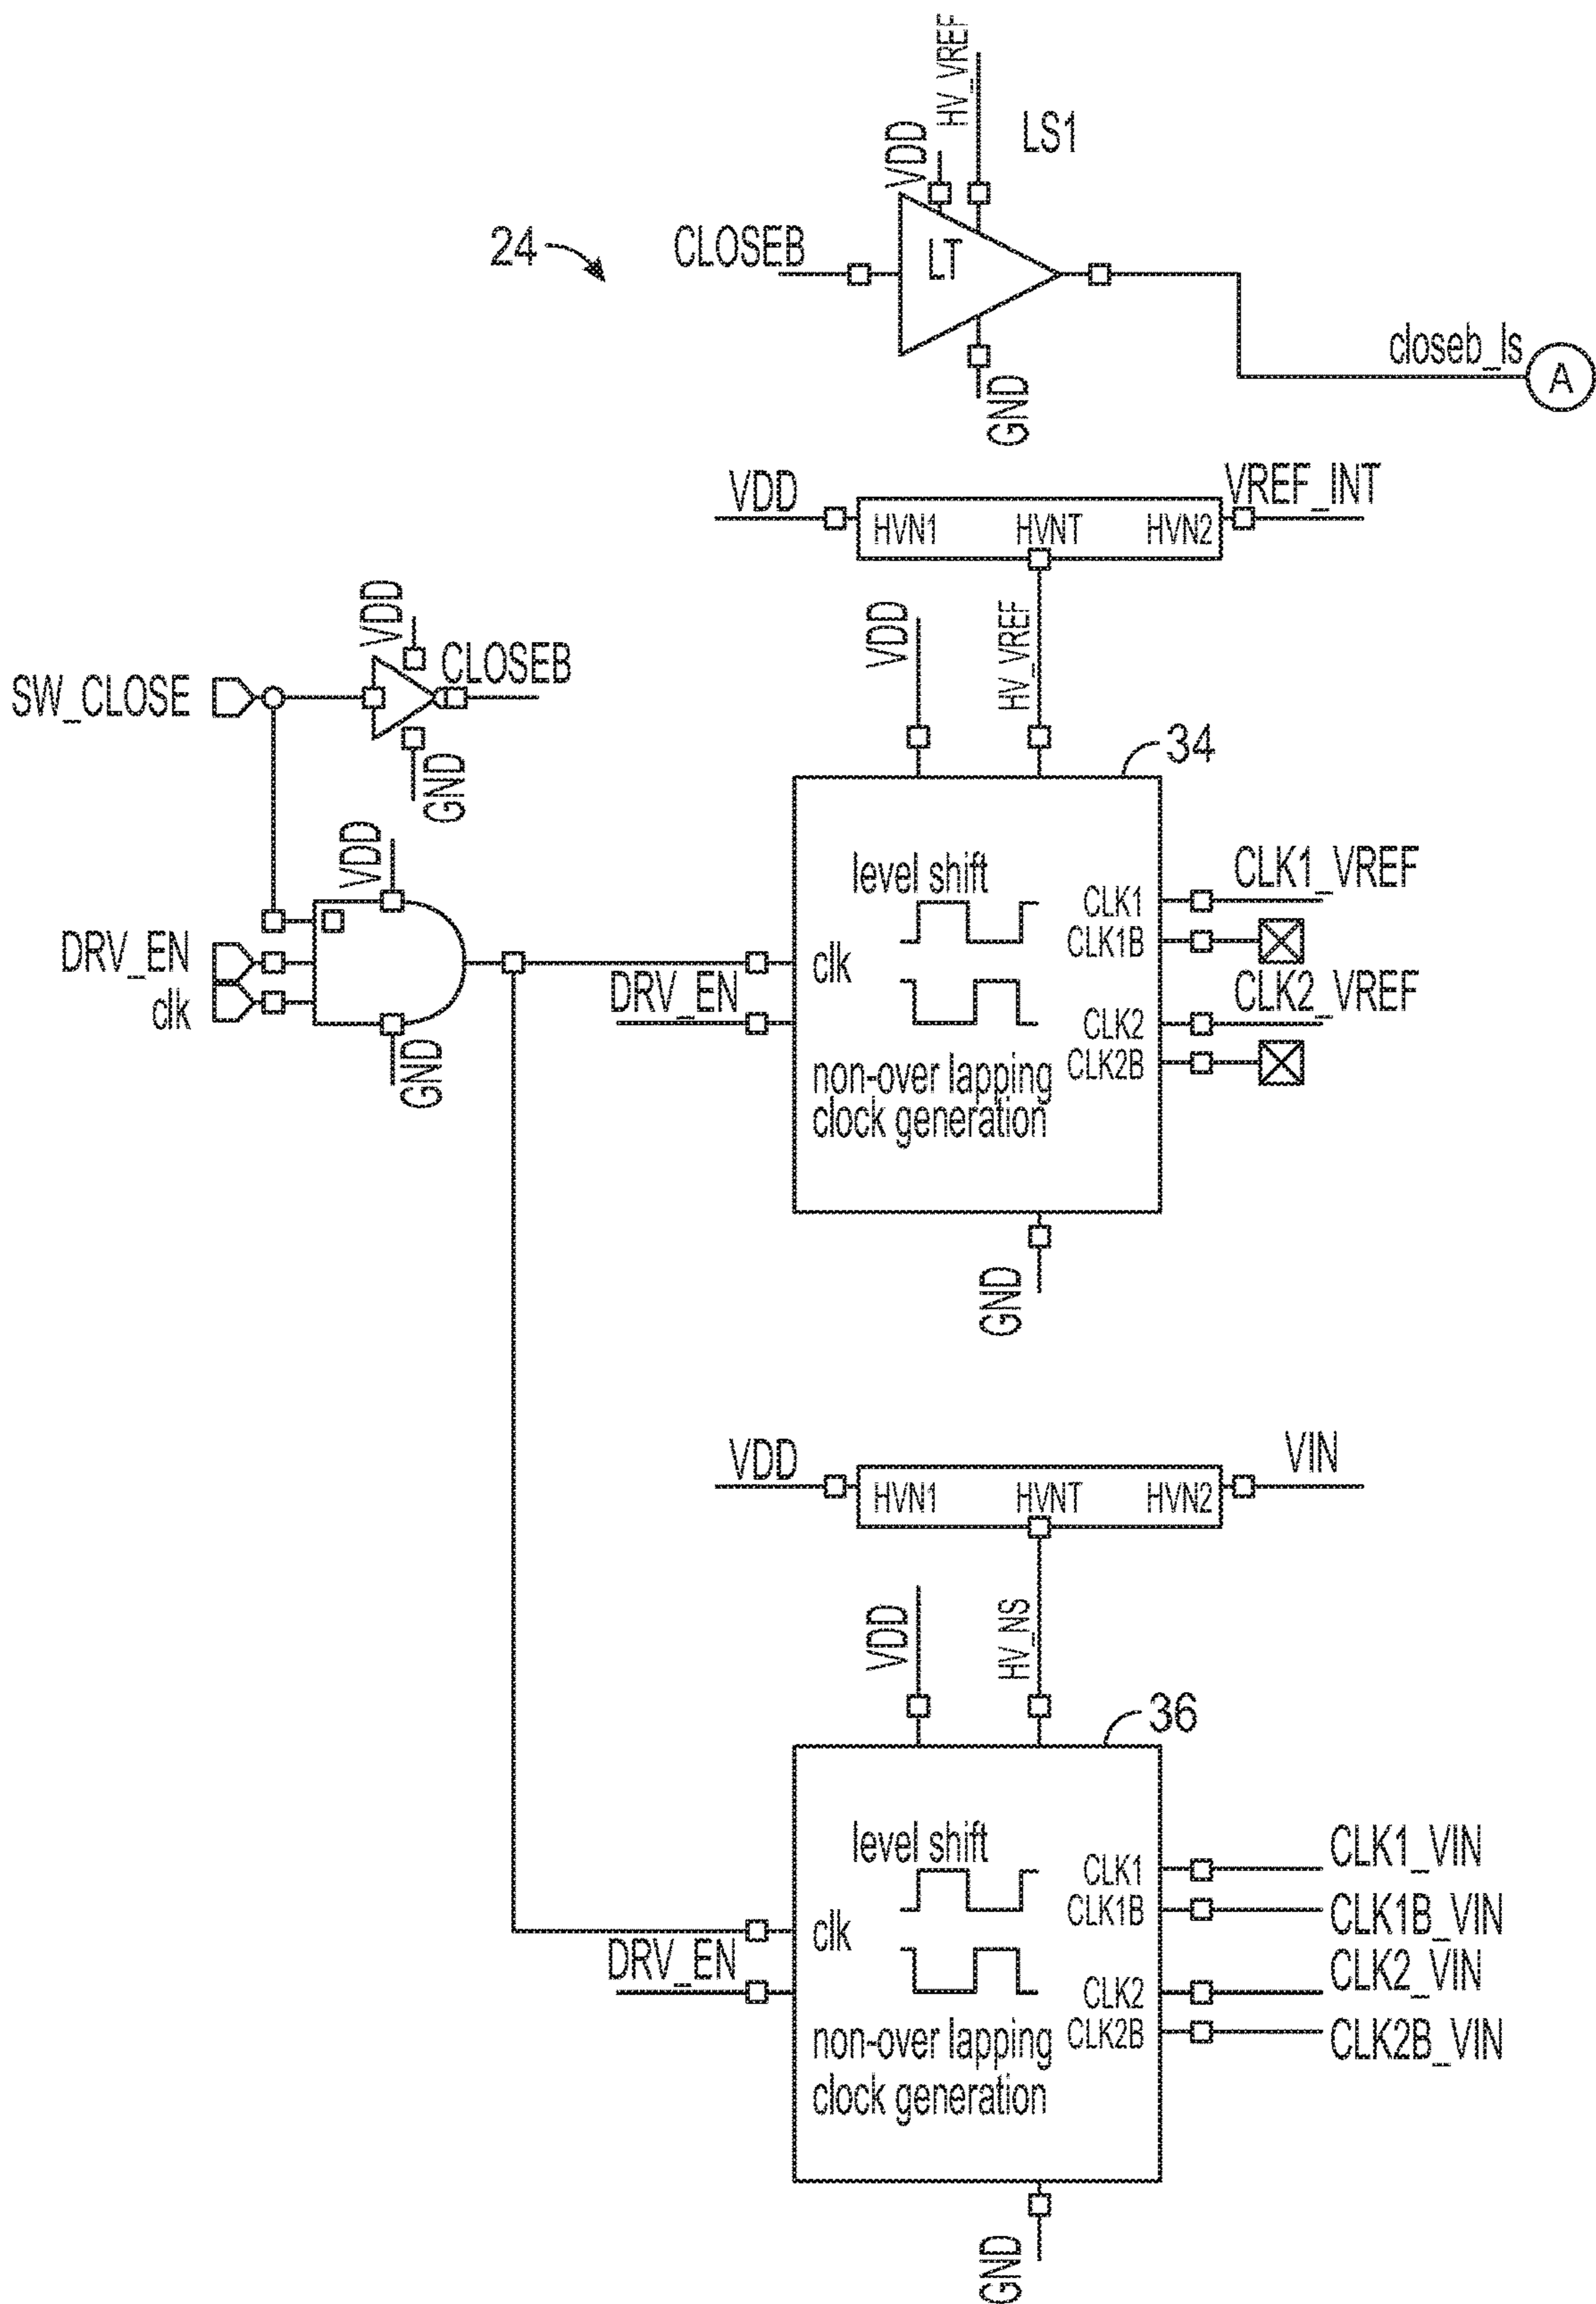 HV_VREF
VDD
LS1
24
CLOSEB
LT
GND
closeb_ls
A
VDD
HVN1
HVNT
HVN2
VREF_INT
VDD
HV_VREF
VDD
SW_CLOSE
CLOSEB
GND
34
VDD
DRV_EN
clk
GND
DRV_EN
level shift
clk
non-over lapping
clock generation
CLK1
CLK1B
CLK2
CLK2B
CLK1_VREF
CLK2_VREF
GND
VDD
HVN1
HVNT
HVN2
VIN
VDD
HV_NS
36
DRV_EN
level shift
clk
non-over lapping
clock generation
CLK1
CLK1B
CLK2
CLK2B
CLK1_VIN
CLK1B_VIN
CLK2_VIN
CLK2B_VIN
GND